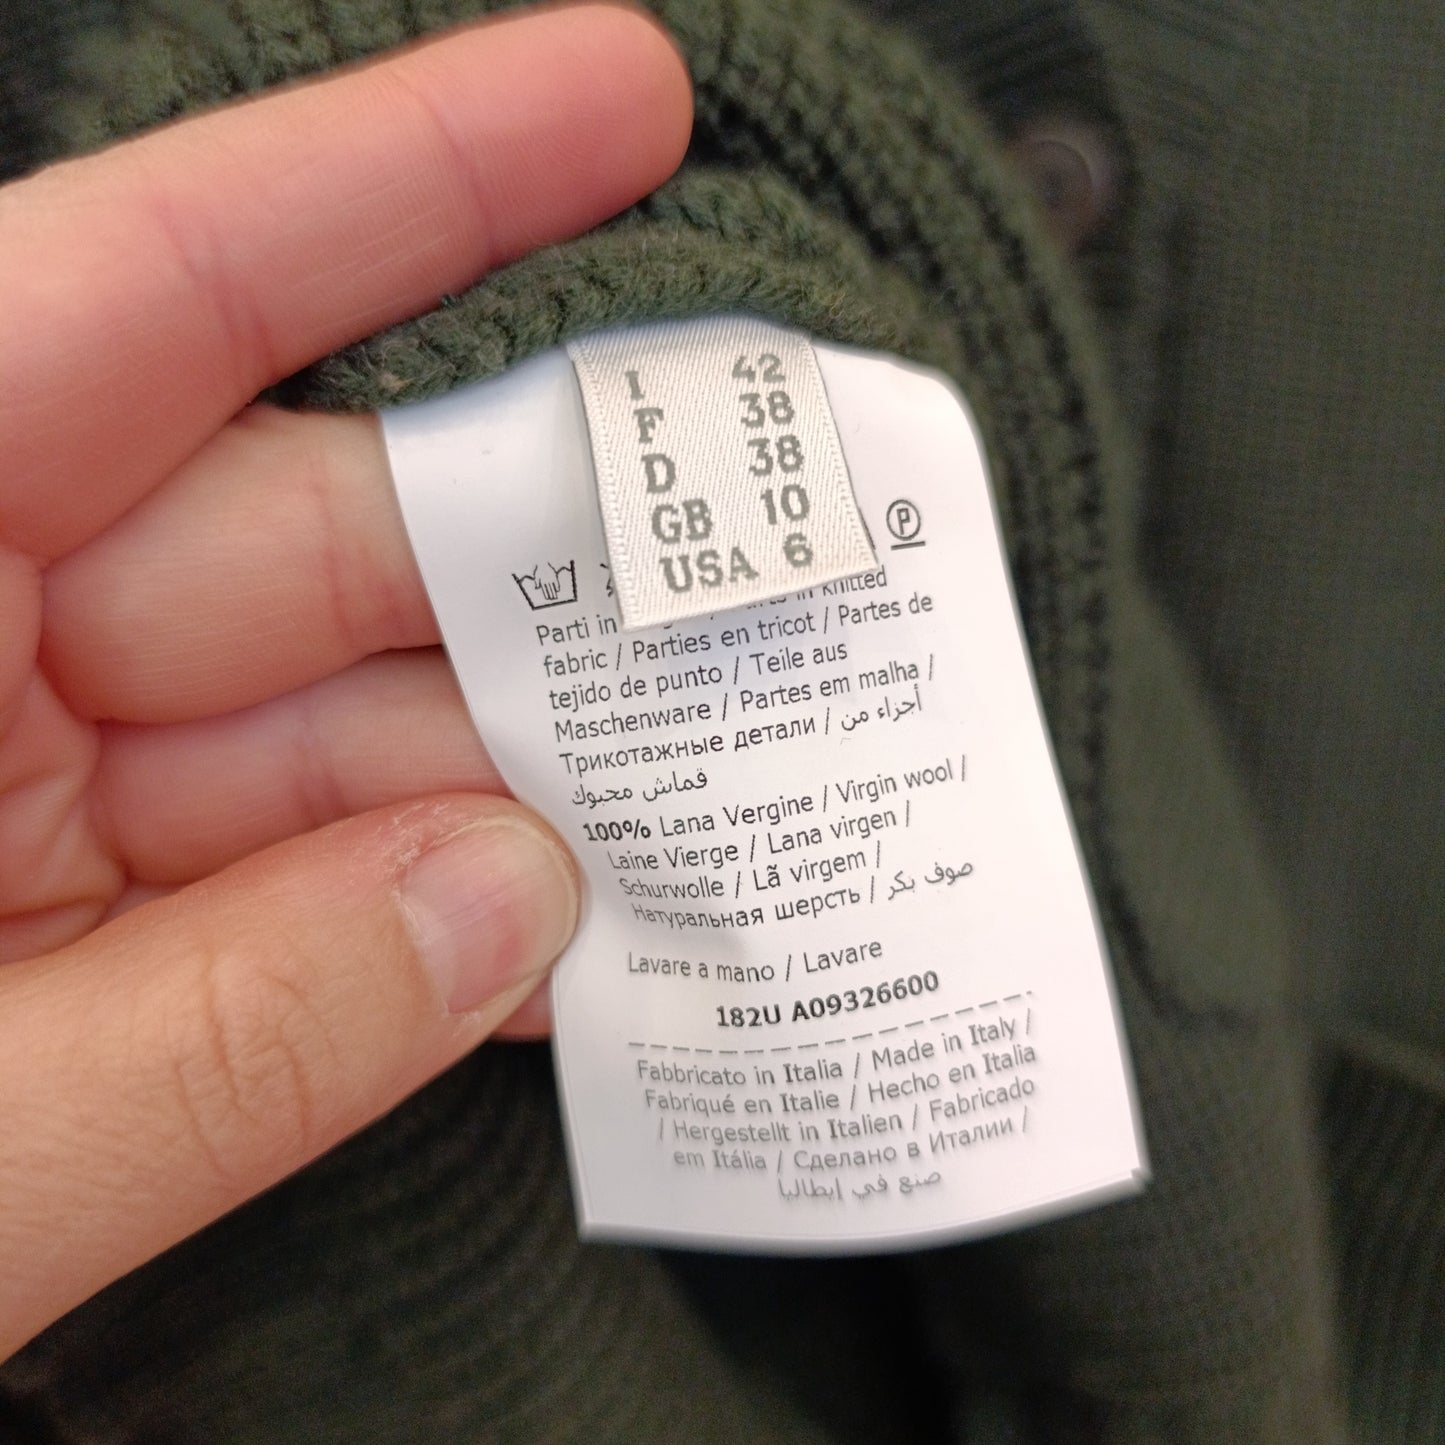 I 42
F 38
D 38
GB 10
USA 6
P
Parti in knitted
fabric / Parties en tricot / Partes de
tejido de punto / Teile aus
Maschenware / Partes em malha /
Трикотажные детали / أجزاء من
قماش محبوك
100% Lana Vergine / Virgin wool /
Laine Vierge / Lana virgen /
Schurwolle / Lã virgem /
Натуральная шерсть / صوف بكر
Lavare a mano / Lavare
182U A09326600
Fabbricato in Italia / Made in Italy /
Fabriqué en Italie / Hecho en Italia
/ Hergestellt in Italien / Fabricado
em Itália / Сделано в Италии /
صنع في إيطاليا